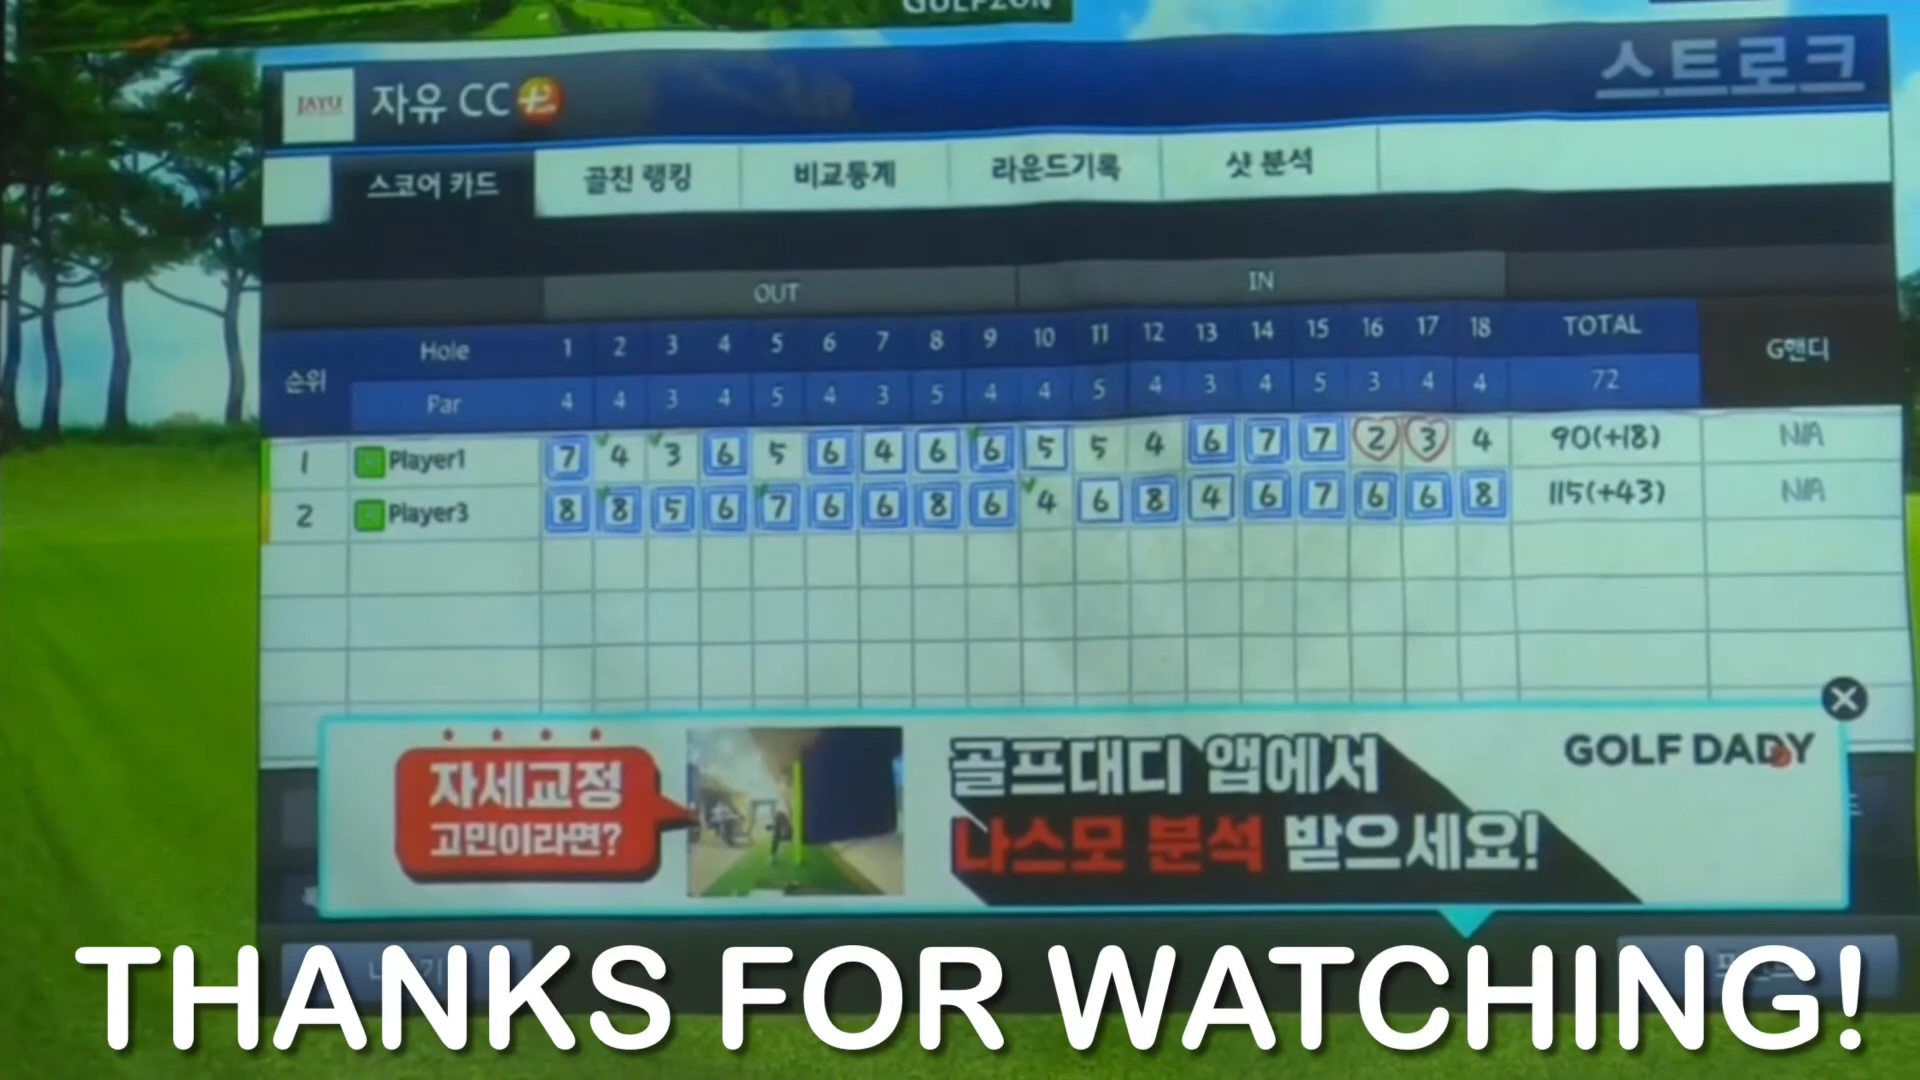 GOLFZON
JAYU 자유 CC
스트로크
스코어 카드 골친 랭킹 비교통계 라운드기록 샷 분석
OUT IN
순위 Hole 1 2 3 4 5 6 7 8 9 10 11 12 13 14 15 16 17 18 TOTAL G핸디
Par 4 4 3 4 5 4 3 5 4 4 5 4 3 4 5 3 4 4 72
1 Player1 7 4 3 6 5 6 4 6 6 5 5 4 6 7 7 2 3 4 90(+18) N/A
2 Player3 8 8 5 6 7 6 6 8 6 4 6 8 4 6 7 6 6 8 115(+43) N/A
자세교정
고민이라면?
골프대디 앱에서
나스모 분석 받으세요!
GOLF DADY
THANKS FOR WATCHING!